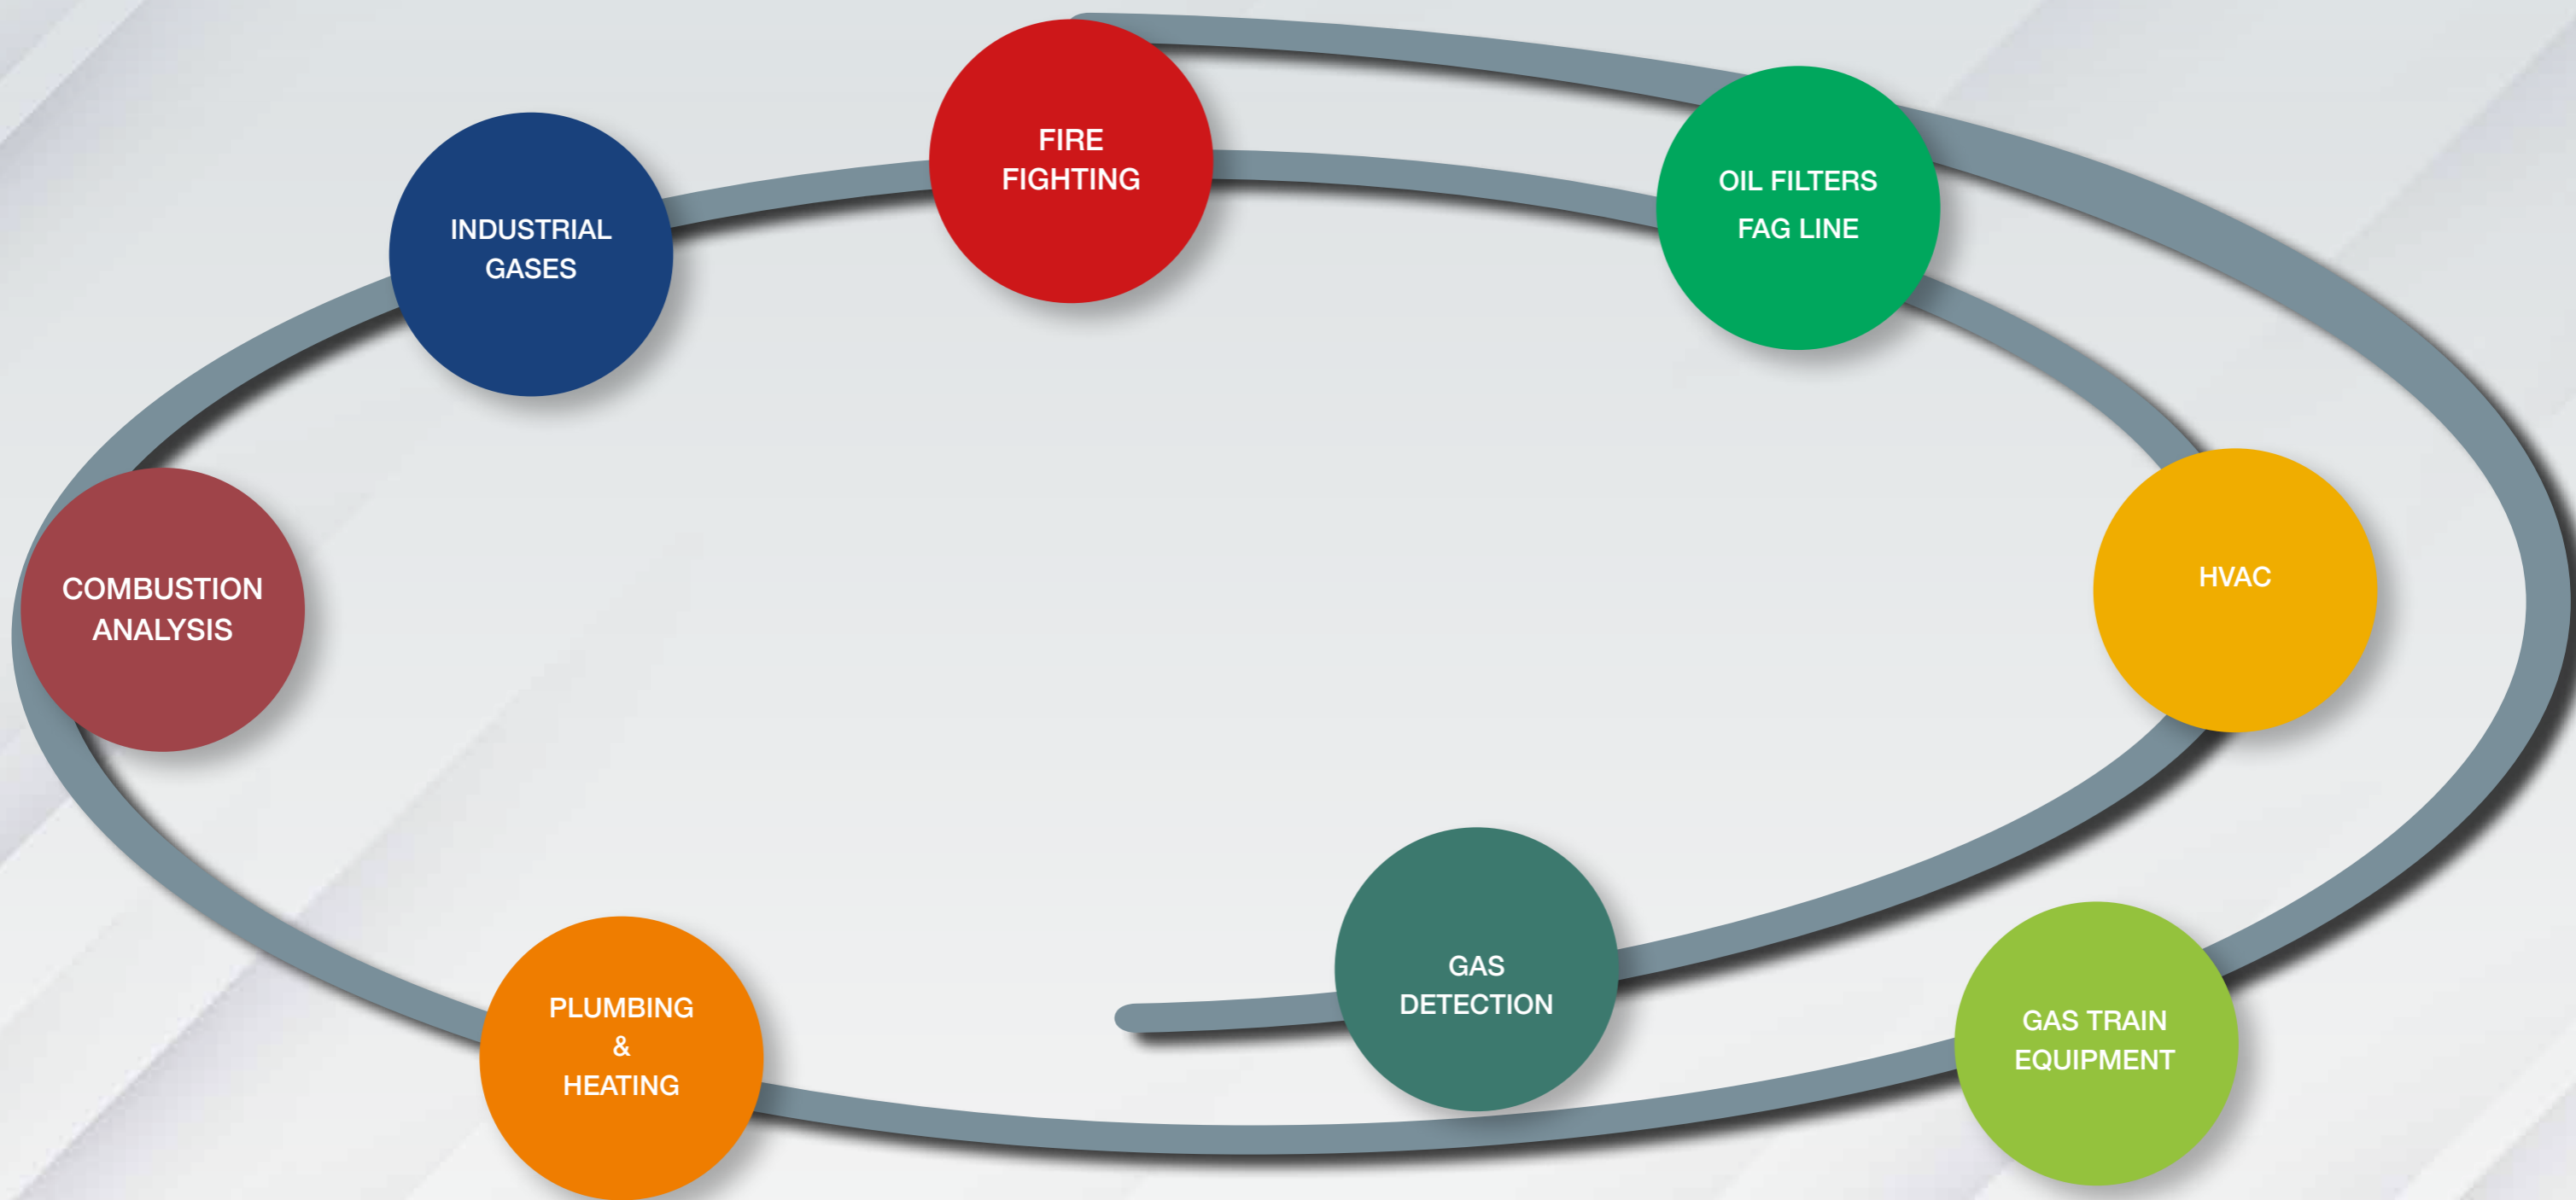 FIRE
FIGHTING
OIL FILTERS
FAG LINE
INDUSTRIAL
GASES
HVAC
COMBUSTION
ANALYSIS
GAS
DETECTION
PLUMBING
&
HEATING
GAS TRAIN
EQUIPMENT